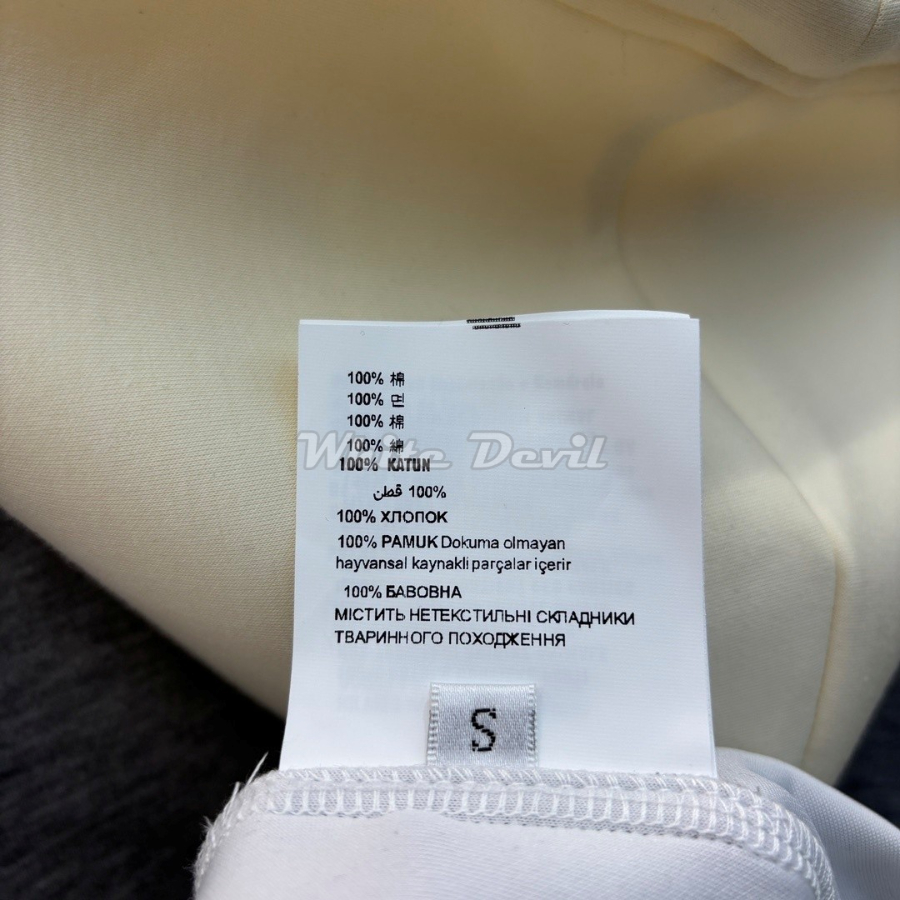 100% 棉
100% 면
100% 棉
100% 綿
White Devil
100% KATUN
100% قطن
100% ХЛОПОК
100% PAMUK Dokuma olmayan
hayvansal kaynakli parçalar içerir
100% БАВОВНА
МІСТИТЬ НЕТЕКСТИЛЬНІ СКЛАДНИКИ
ТВАРИННОГО ПОХОДЖЕННЯ
S